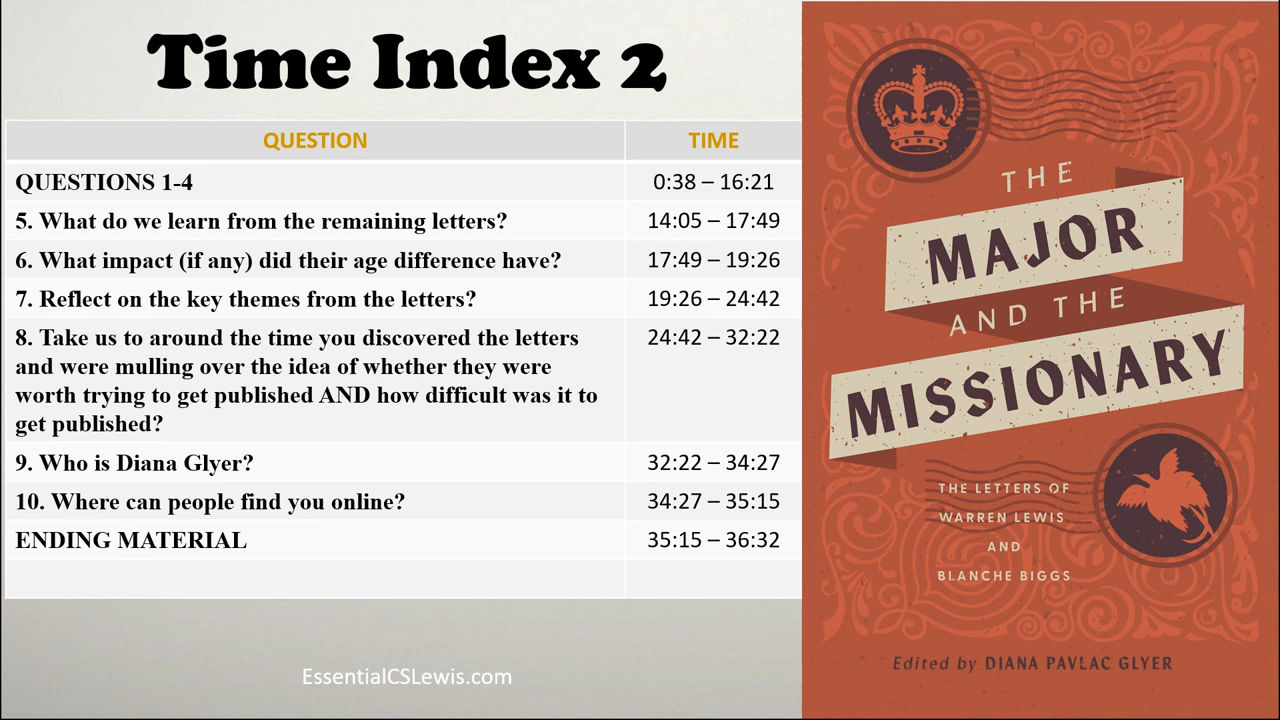 Time Index 2
QUESTION TIME
QUESTIONS 1-4 0:38 – 16:21
5. What do we learn from the remaining letters? 14:05 – 17:49
6. What impact (if any) did their age difference have? 17:49 – 19:26
7. Reflect on the key themes from the letters? 19:26 – 24:42
8. Take us to around the time you discovered the letters 24:42 – 32:22
and were mulling over the idea of whether they were
worth trying to get published AND how difficult was it to
get published?
9. Who is Diana Glyer? 32:22 – 34:27
10. Where can people find you online? 34:27 – 35:15
ENDING MATERIAL 35:15 – 36:32
EssentialCSLewis.com
THE
MAJOR
AND THE
MISSIONARY
THE LETTERS OF
WARREN LEWIS
AND
BLANCHE BIGGS
Edited by DIANA PAVLAC GLYER